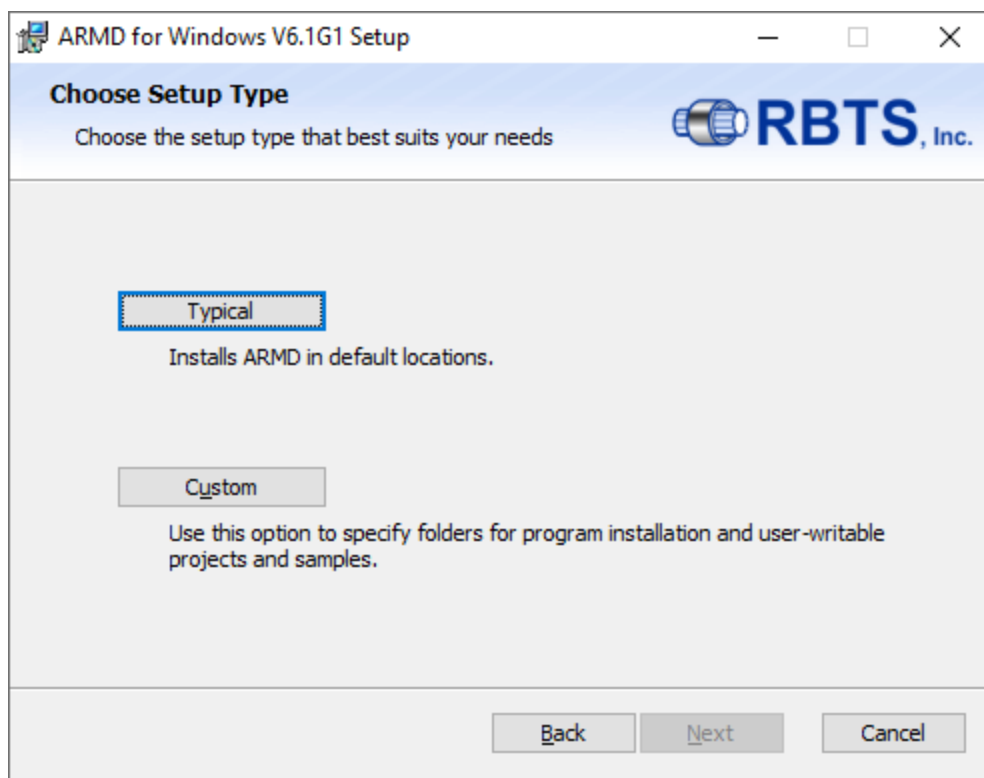 ARMD for Windows V6.1G1 Setup
Choose Setup Type
Choose the setup type that best suits your needs
RBTS, Inc.
Typical
Installs ARMD in default locations.
Custom
Use this option to specify folders for program installation and user-writable
projects and samples.
Back Next Cancel